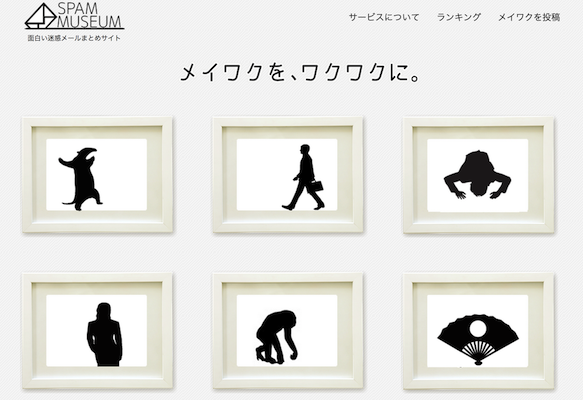 SPAM
MUSEUM
面白い迷惑メールまとめサイト
サービスについて ランキング メイワクを投稿
メイワクを、ワクワクに。